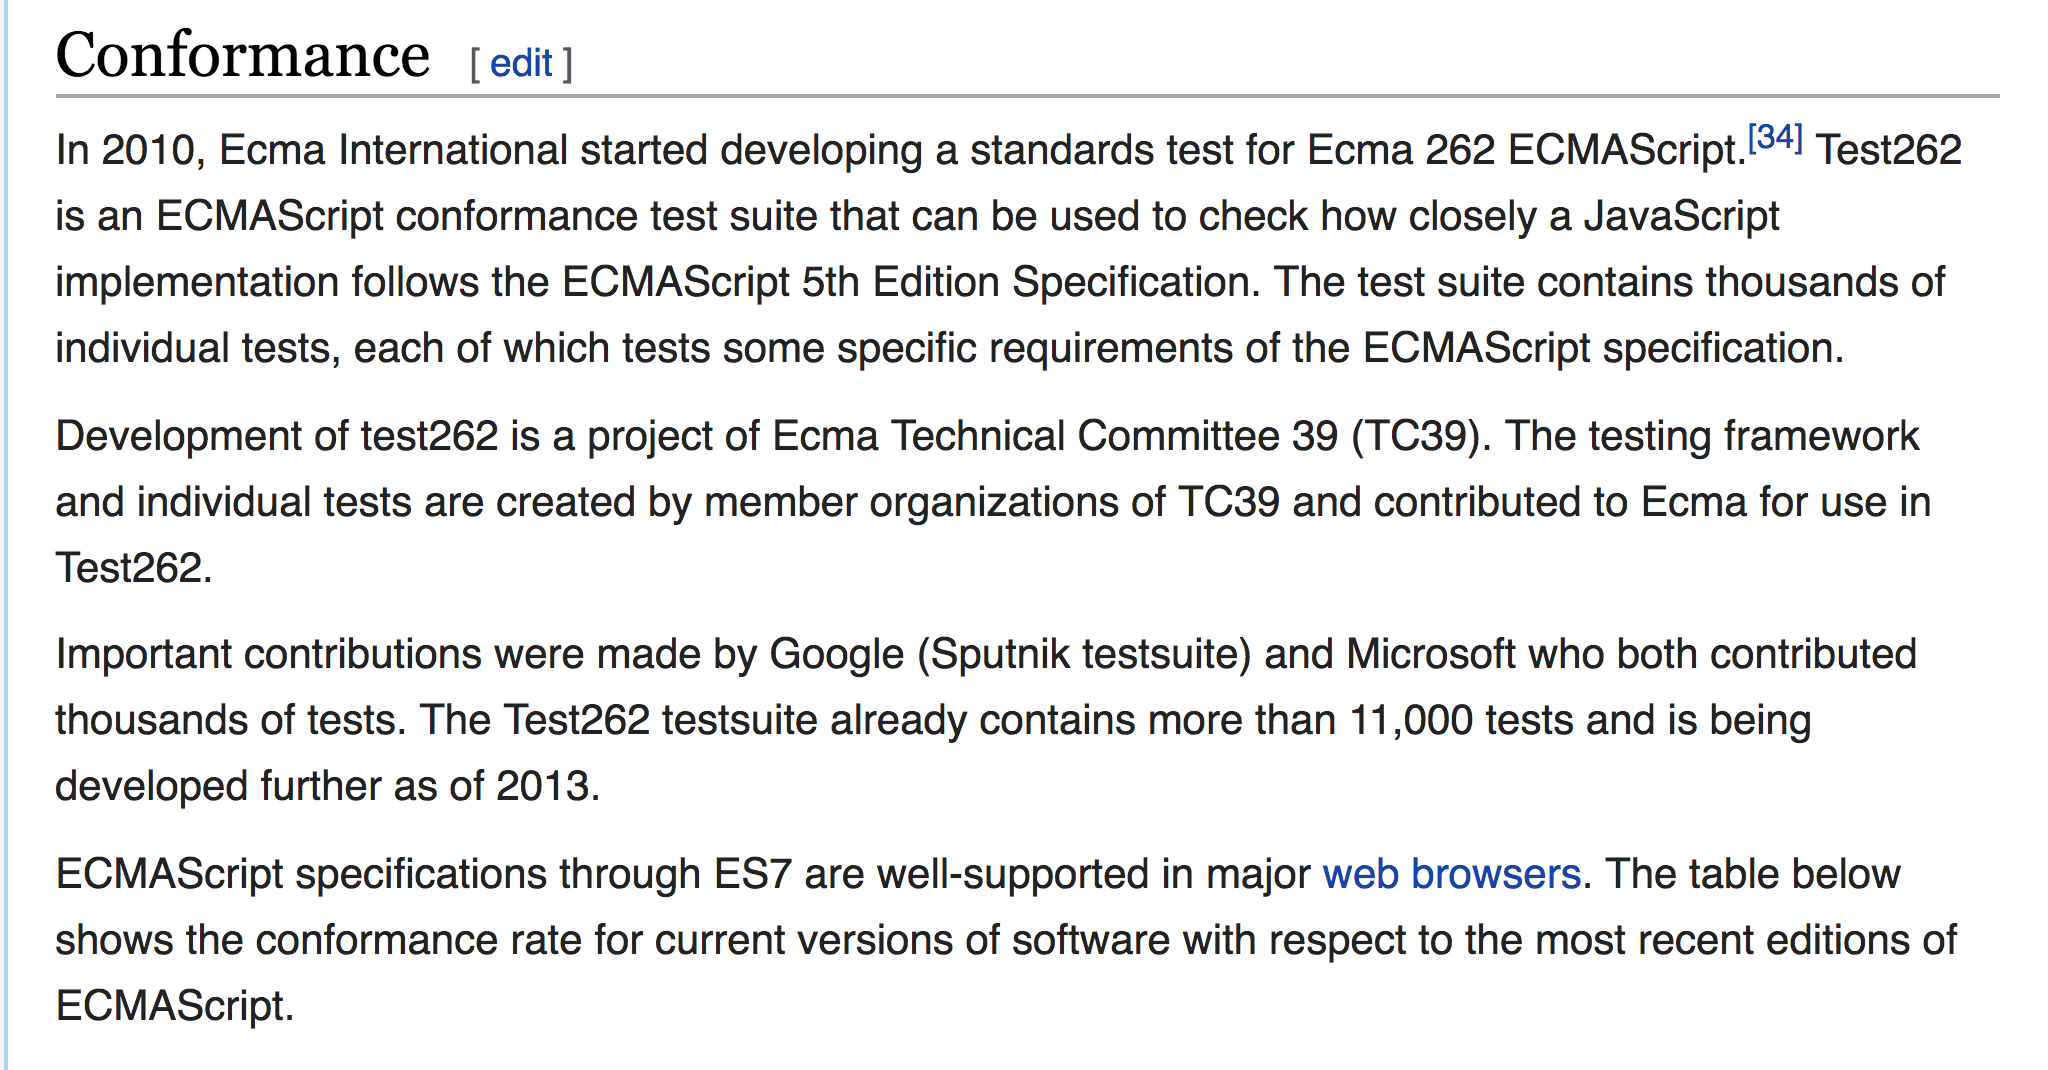 Conformance [ edit ]
In 2010, Ecma International started developing a standards test for Ecma 262 ECMAScript.[34] Test262
is an ECMAScript conformance test suite that can be used to check how closely a JavaScript
implementation follows the ECMAScript 5th Edition Specification. The test suite contains thousands of
individual tests, each of which tests some specific requirements of the ECMAScript specification.
Development of test262 is a project of Ecma Technical Committee 39 (TC39). The testing framework
and individual tests are created by member organizations of TC39 and contributed to Ecma for use in
Test262.
Important contributions were made by Google (Sputnik testsuite) and Microsoft who both contributed
thousands of tests. The Test262 testsuite already contains more than 11,000 tests and is being
developed further as of 2013.
ECMAScript specifications through ES7 are well-supported in major web browsers. The table below
shows the conformance rate for current versions of software with respect to the most recent editions of
ECMAScript.